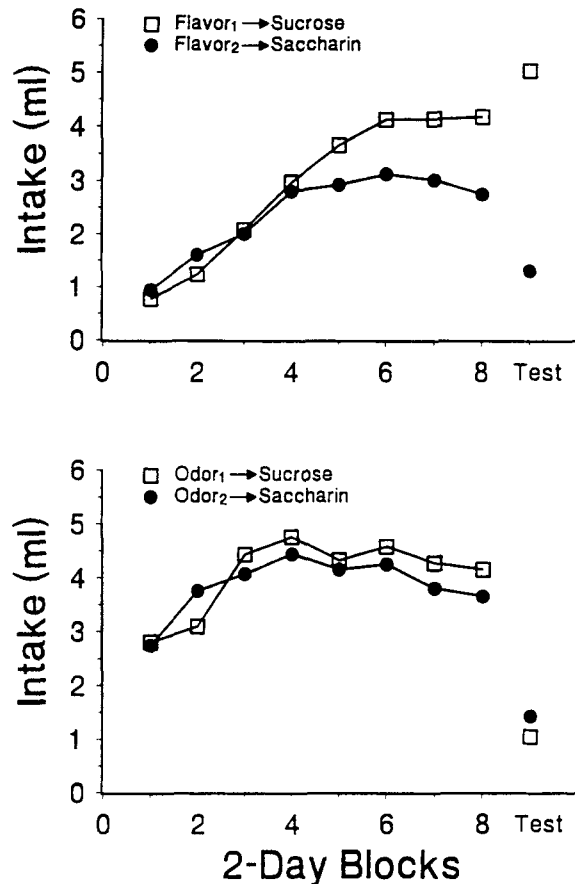 Intake (ml)
6
5
4
3
2
1
0
Flavor₁→Sucrose
Flavor₂→Saccharin
0 2 4 6 8 Test
Intake (ml)
6
5
4
3
2
1
0
Odor₁→Sucrose
Odor₂→Saccharin
0 2 4 6 8 Test
2-Day Blocks